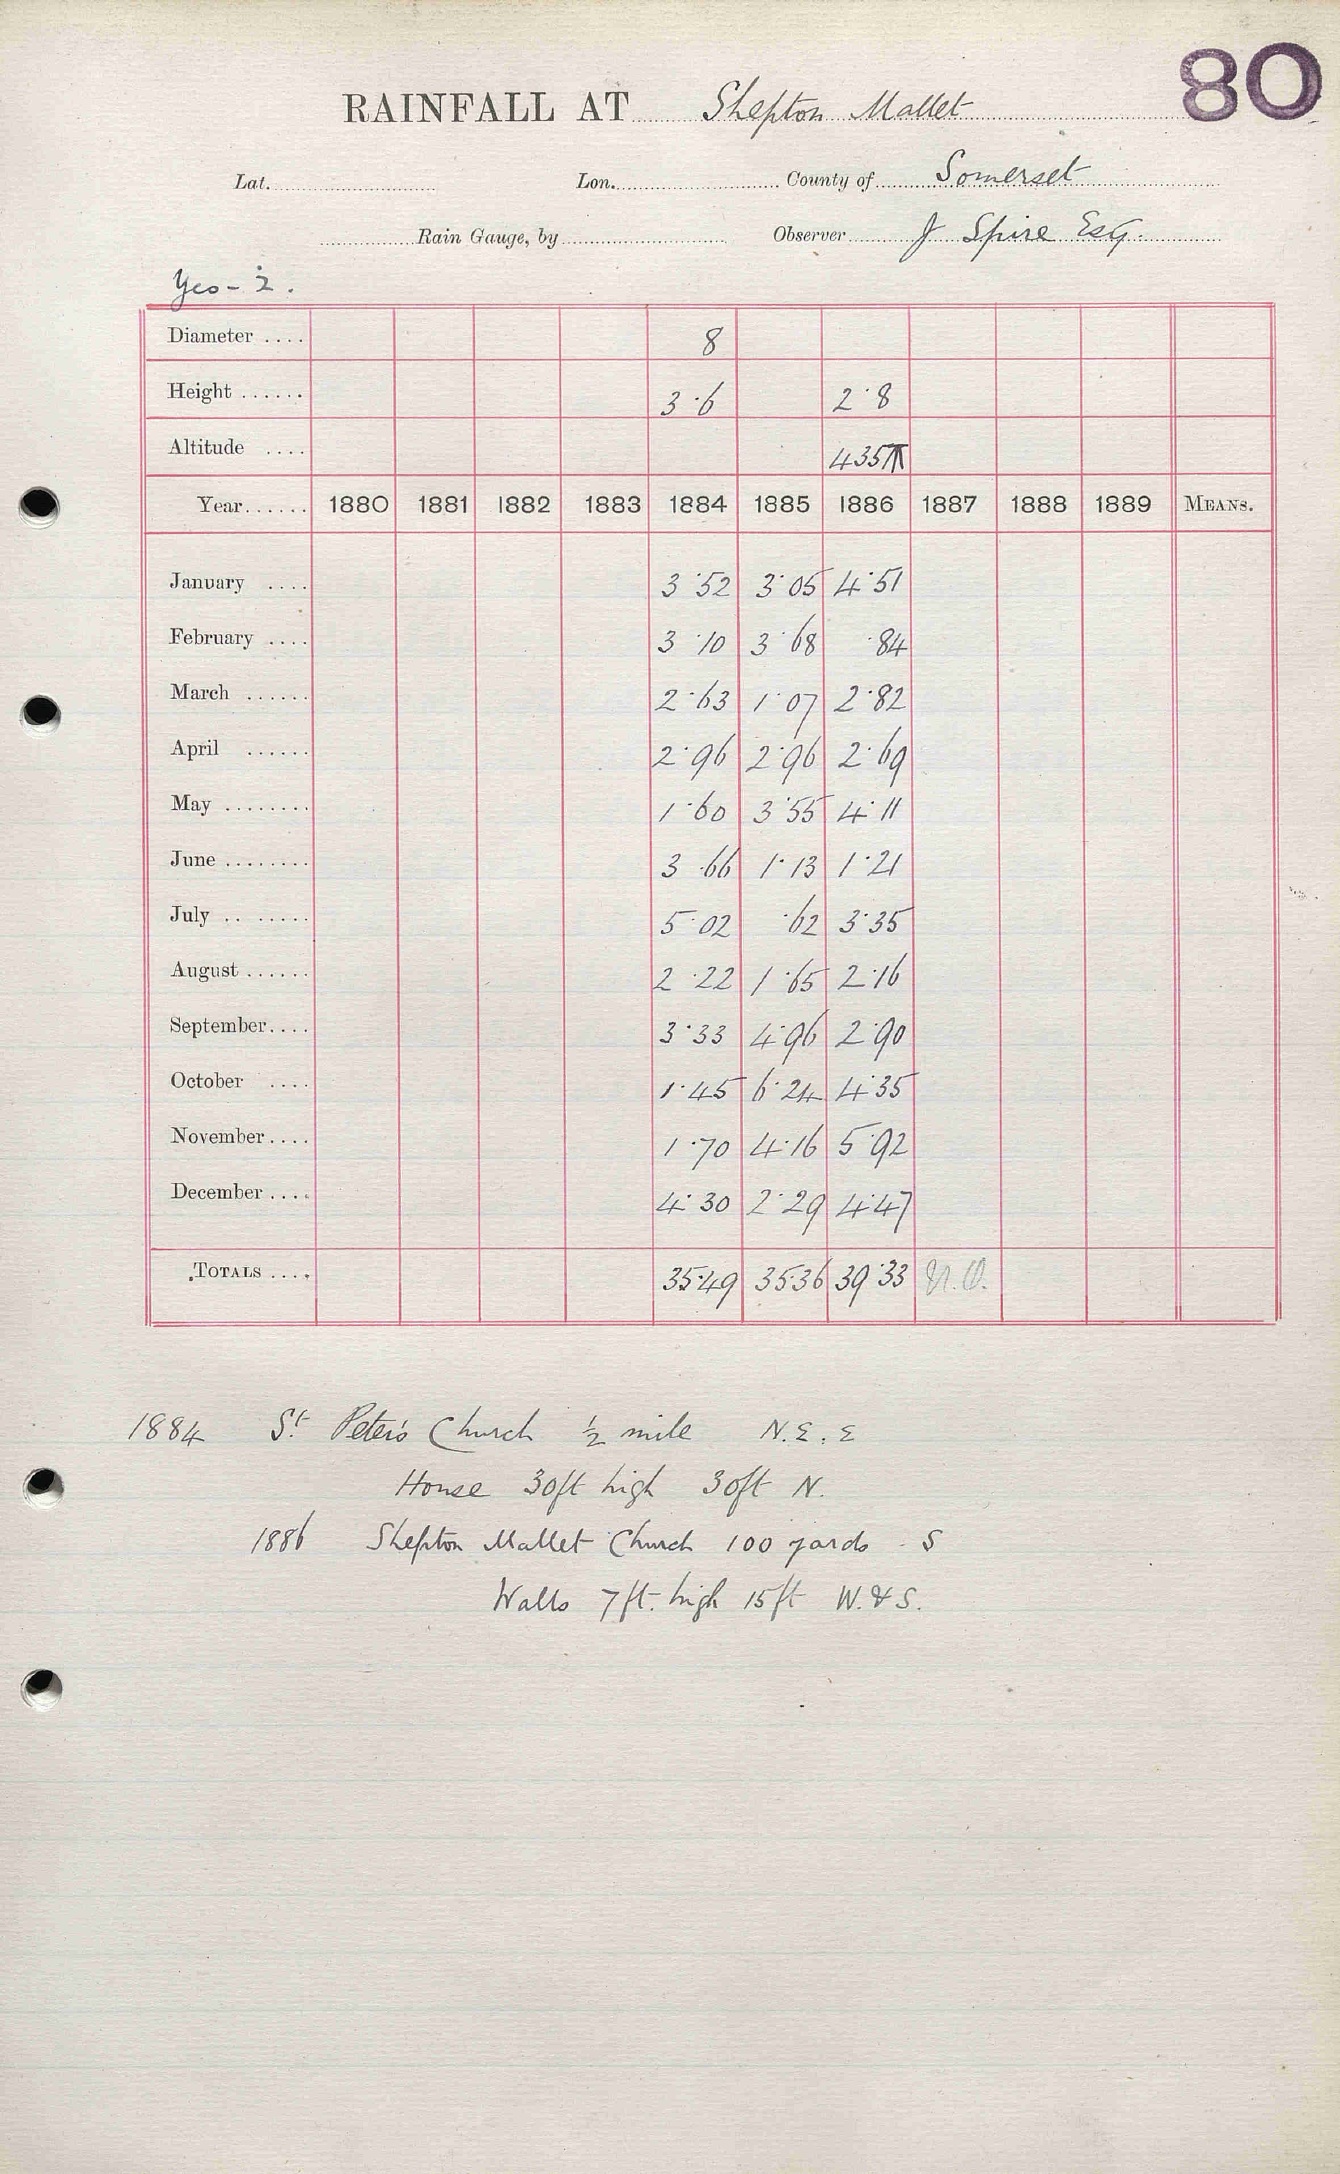 80
RAINFALL AT Shepton Mallet
Lat. Lon. County of Somerset
Rain Gauge, by Observer J Spire Esq.
Yes - 2.
Diameter .... 8
Height ...... 3·6 2·8
Altitude .... 435
Year...... 1880 1881 1882 1883 1884 1885 1886 1887 1888 1889 MEANS.
January .... 3·52 3·05 4·51
February .... 3·10 3·68 ·84
March ...... 2·63 1·07 2·82
April ...... 2·96 2·96 2·69
May ........ 1·60 3·55 4·11
June ........ 3·66 1·13 1·21
July .. ...... 5·02 ·62 3·35
August ...... 2·22 1·65 2·16
September.... 3·33 4·96 2·90
October .... 1·45 6·24 4·35
November.... 1·70 4·16 5·92
December .... 4·30 2·29 4·47
TOTALS .... 35·49 35·36 39·33 N.O.
1884 St. Peter's Church ½ mile N.E. E
House 30ft high 30ft N.
1886 Shepton Mallet Church 100 yards S
Walls 7ft. high 15ft W. & S.